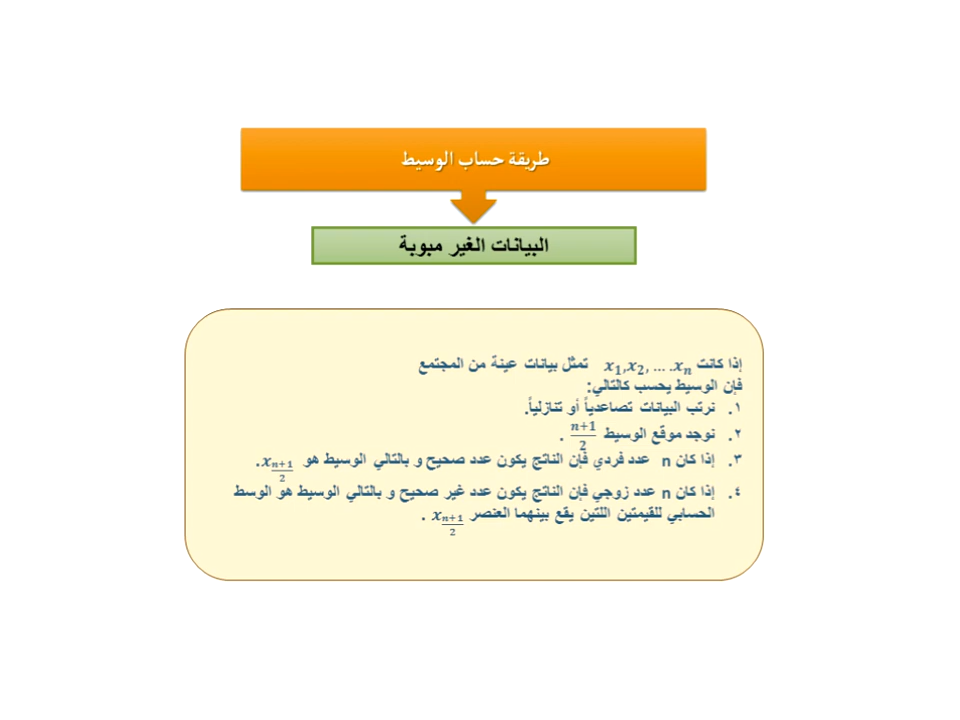 طريقة حساب الوسيط
البيانات الغير مبوبة
إذا كانت x₁,x₂, … .xₙ تمثل بيانات عينة من المجتمع
فإن الوسيط يحسب كالتالي:
١. نرتب البيانات تصاعدياً أو تنازلياً.
٢. نوجد موقع الوسيط (n+1)/2 .
٣. إذا كان n عدد فردي فإن الناتج يكون عدد صحيح و بالتالي الوسيط هو x_(n+1)/2.
٤. إذا كان n عدد زوجي فإن الناتج يكون عدد غير صحيح و بالتالي الوسيط هو الوسط
الحسابي للقيمتين اللتين يقع بينهما العنصر x_(n+1)/2 .